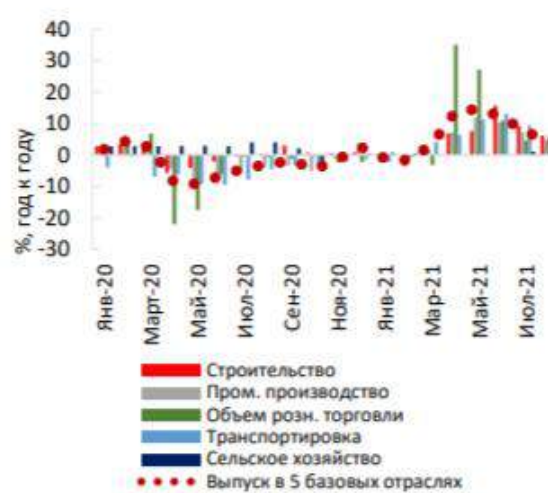 %, год к году
40
30
20
10
0
-10
-20
-30
Янв-20
Март-20
Май-20
Июл-20
Сен-20
Ноя-20
Янв-21
Мар-21
Май-21
Июл-21
Строительство
Пром. производство
Объем розн. торговли
Транспортировка
Сельское хозяйство
Выпуск в 5 базовых отраслях